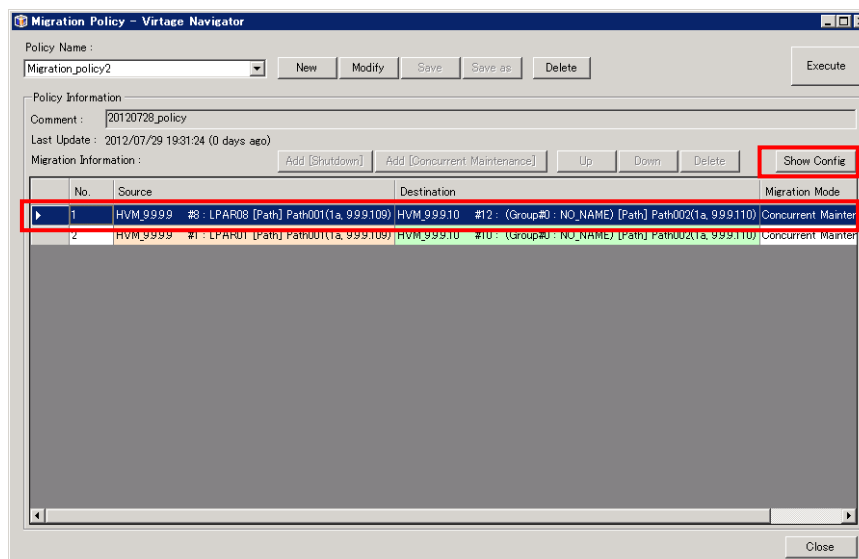 Migration Policy - Virtage Navigator
Policy Name :
Migration_policy2 New Modify Save Save as Delete Execute
Policy Information
Comment : 20120728_policy
Last Update : 2012/07/29 19:31:24 (0 days ago)
Migration Information : Add [Shutdown] Add [Concurrent Maintenance] Up Down Delete Show Config
No. Source Destination Migration Mode
1 HVM_9.9.9.9 #8 : LPAR08 [Path] Path001(1a, 9.9.9.109) HVM_9.9.9.10 #12 : (Group#0 : NO_NAME) [Path] Path002(1a, 9.9.9.110) Concurrent Mainten
2 HVM_9.9.9.9 #1 : LPAR01 [Path] Path001(1a, 9.9.9.109) HVM_9.9.9.10 #10 : (Group#0 : NO_NAME) [Path] Path002(1a, 9.9.9.110) Concurrent Mainten
Close